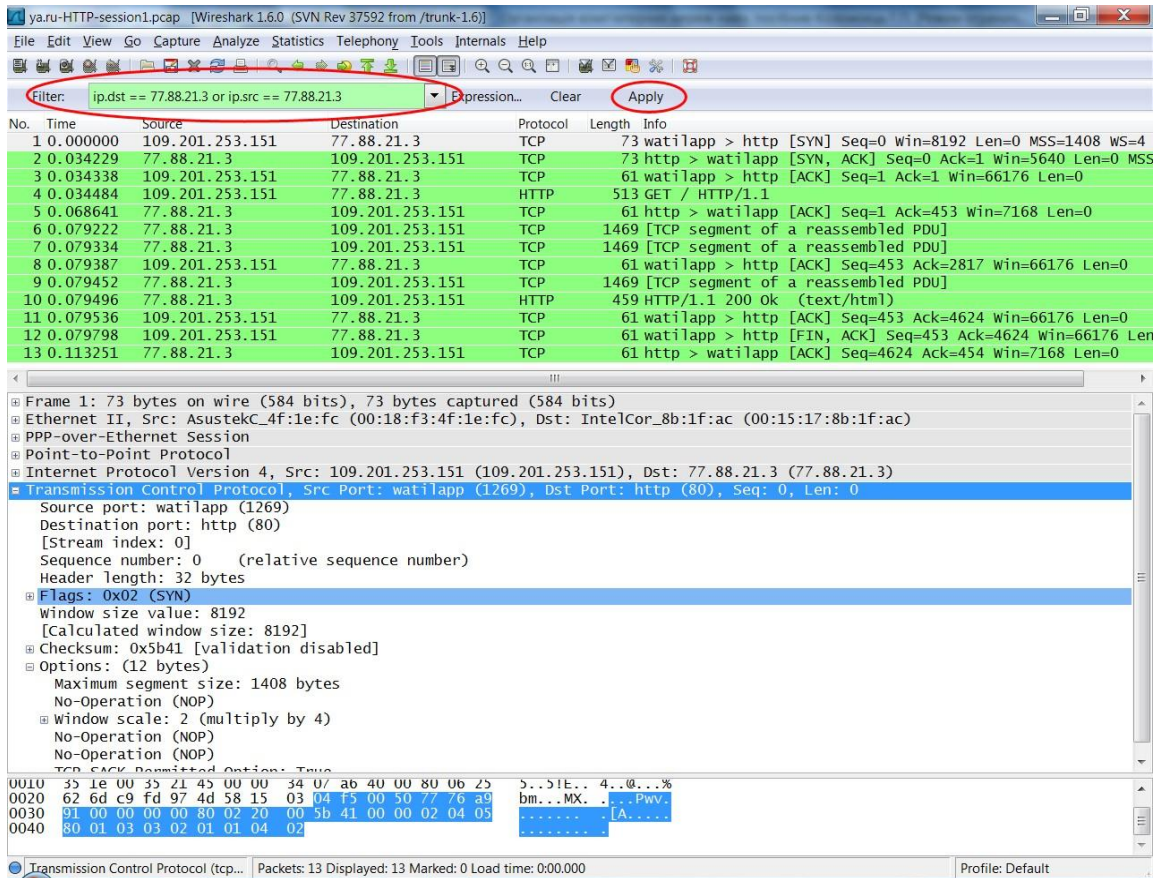 ya.ru-HTTP-session1.pcap [Wireshark 1.6.0 (SVN Rev 37592 from /trunk-1.6)]
File Edit View Go Capture Analyze Statistics Telephony Tools Internals Help
Filter: ip.dst == 77.88.21.3 or ip.src == 77.88.21.3 Expression... Clear Apply
No. Time Source Destination Protocol Length Info
1 0.000000 109.201.253.151 77.88.21.3 TCP 73 watilapp > http [SYN] Seq=0 Win=8192 Len=0 MSS=1408 WS=4
2 0.034229 77.88.21.3 109.201.253.151 TCP 73 http > watilapp [SYN, ACK] Seq=0 Ack=1 Win=5640 Len=0 MSS
3 0.034338 109.201.253.151 77.88.21.3 TCP 61 watilapp > http [ACK] Seq=1 Ack=1 Win=66176 Len=0
4 0.034484 109.201.253.151 77.88.21.3 HTTP 513 GET / HTTP/1.1
5 0.068641 77.88.21.3 109.201.253.151 TCP 61 http > watilapp [ACK] Seq=1 Ack=453 Win=7168 Len=0
6 0.079222 77.88.21.3 109.201.253.151 TCP 1469 [TCP segment of a reassembled PDU]
7 0.079334 77.88.21.3 109.201.253.151 TCP 1469 [TCP segment of a reassembled PDU]
8 0.079387 109.201.253.151 77.88.21.3 TCP 61 watilapp > http [ACK] Seq=453 Ack=2817 Win=66176 Len=0
9 0.079452 77.88.21.3 109.201.253.151 TCP 1469 [TCP segment of a reassembled PDU]
10 0.079496 77.88.21.3 109.201.253.151 HTTP 459 HTTP/1.1 200 Ok (text/html)
11 0.079536 109.201.253.151 77.88.21.3 TCP 61 watilapp > http [ACK] Seq=453 Ack=4624 Win=66176 Len=0
12 0.079798 109.201.253.151 77.88.21.3 TCP 61 watilapp > http [FIN, ACK] Seq=453 Ack=4624 Win=66176 Len
13 0.113251 77.88.21.3 109.201.253.151 TCP 61 http > watilapp [ACK] Seq=4624 Ack=454 Win=7168 Len=0
Frame 1: 73 bytes on wire (584 bits), 73 bytes captured (584 bits)
Ethernet II, Src: AsustekC_4f:1e:fc (00:18:f3:4f:1e:fc), Dst: IntelCor_8b:1f:ac (00:15:17:8b:1f:ac)
PPP-over-Ethernet Session
Point-to-Point Protocol
Internet Protocol Version 4, Src: 109.201.253.151 (109.201.253.151), Dst: 77.88.21.3 (77.88.21.3)
Transmission Control Protocol, Src Port: watilapp (1269), Dst Port: http (80), Seq: 0, Len: 0
Source port: watilapp (1269)
Destination port: http (80)
[Stream index: 0]
Sequence number: 0 (relative sequence number)
Header length: 32 bytes
Flags: 0x02 (SYN)
Window size value: 8192
[Calculated window size: 8192]
Checksum: 0x5b41 [validation disabled]
Options: (12 bytes)
Maximum segment size: 1408 bytes
No-Operation (NOP)
Window scale: 2 (multiply by 4)
No-Operation (NOP)
No-Operation (NOP)
TCP SACK Permitted Option: True
0010 35 1e 00 35 21 45 00 00 34 07 a6 40 00 80 06 25 5..5!E.. 4..@...%
0020 62 6d c9 fd 97 4d 58 15 03 04 f5 00 50 77 76 a9 bm...MX. ....Pwv.
0030 91 00 00 00 00 80 02 20 00 5b 41 00 00 02 04 05 ....... .[A.....
0040 80 01 03 03 02 01 01 04 02 ........ .
Transmission Control Protocol (tcp... Packets: 13 Displayed: 13 Marked: 0 Load time: 0:00.000 Profile: Default